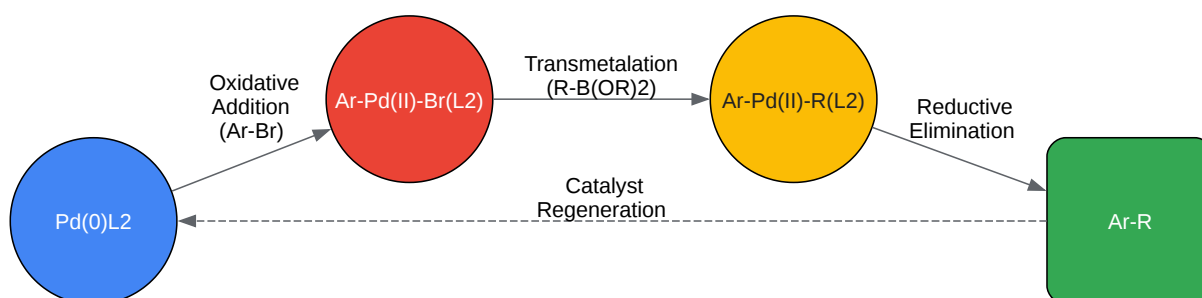 Oxidative
Addition
(Ar-Br)
Ar-Pd(II)-Br(L2)
Transmetalation
(R-B(OR)2)
Ar-Pd(II)-R(L2)
Reductive
Elimination
Pd(0)L2
Catalyst
Regeneration
Ar-R